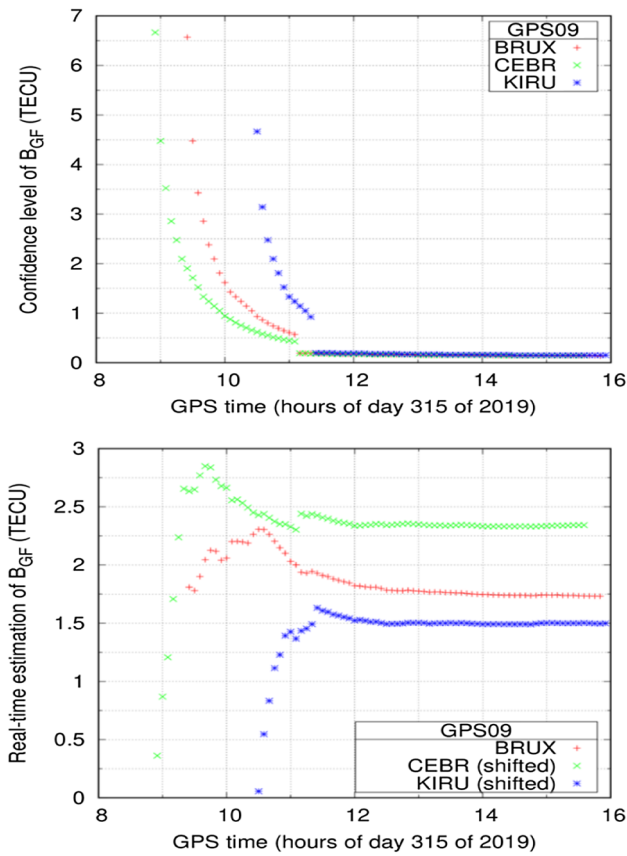 Confidence level of B_GF (TECU)
7
6
5
4
3
2
1
0
GPS09
BRUX
CEBR
KIRU
8 10 12 14 16
GPS time (hours of day 315 of 2019)
Real-time estimation of B_GF (TECU)
3
2.5
2
1.5
1
0.5
0
GPS09
BRUX
CEBR (shifted)
KIRU (shifted)
8 10 12 14 16
GPS time (hours of day 315 of 2019)